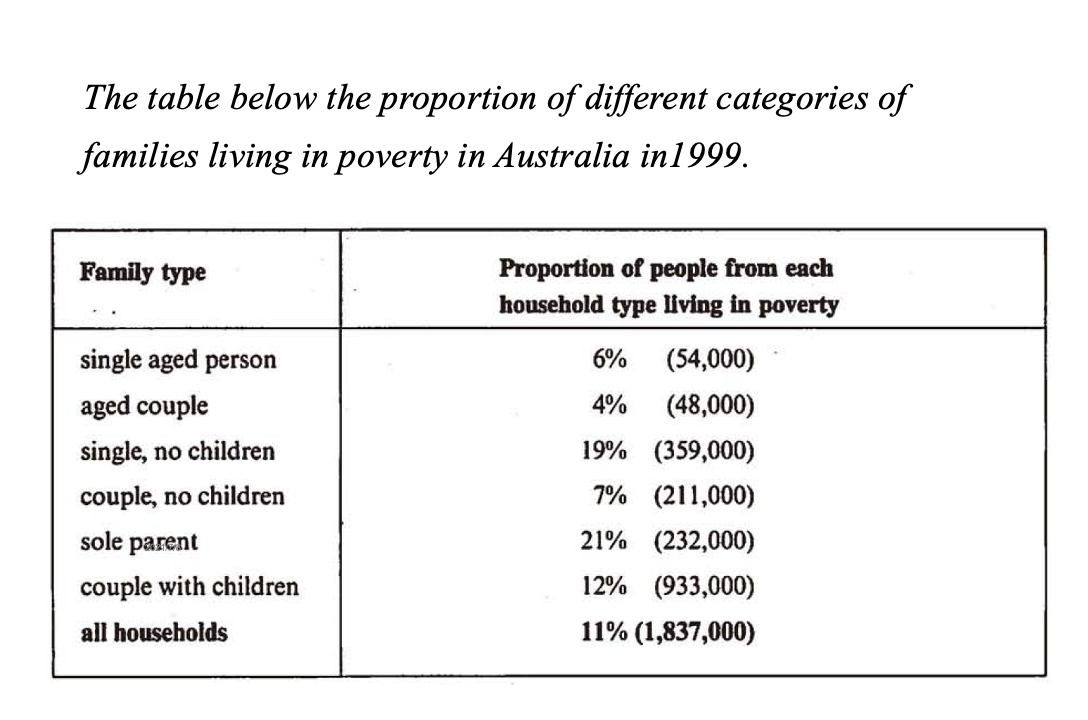 The table below the proportion of different categories of
families living in poverty in Australia in1999.
Family type
Proportion of people from each
household type living in poverty
single aged person 6% (54,000)
aged couple 4% (48,000)
single, no children 19% (359,000)
couple, no children 7% (211,000)
sole parent 21% (232,000)
couple with children 12% (933,000)
all households 11% (1,837,000)